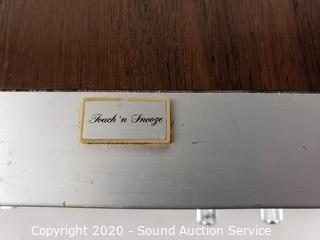 Touch 'n Snooze
Copyright 2020 - Sound Auction Service